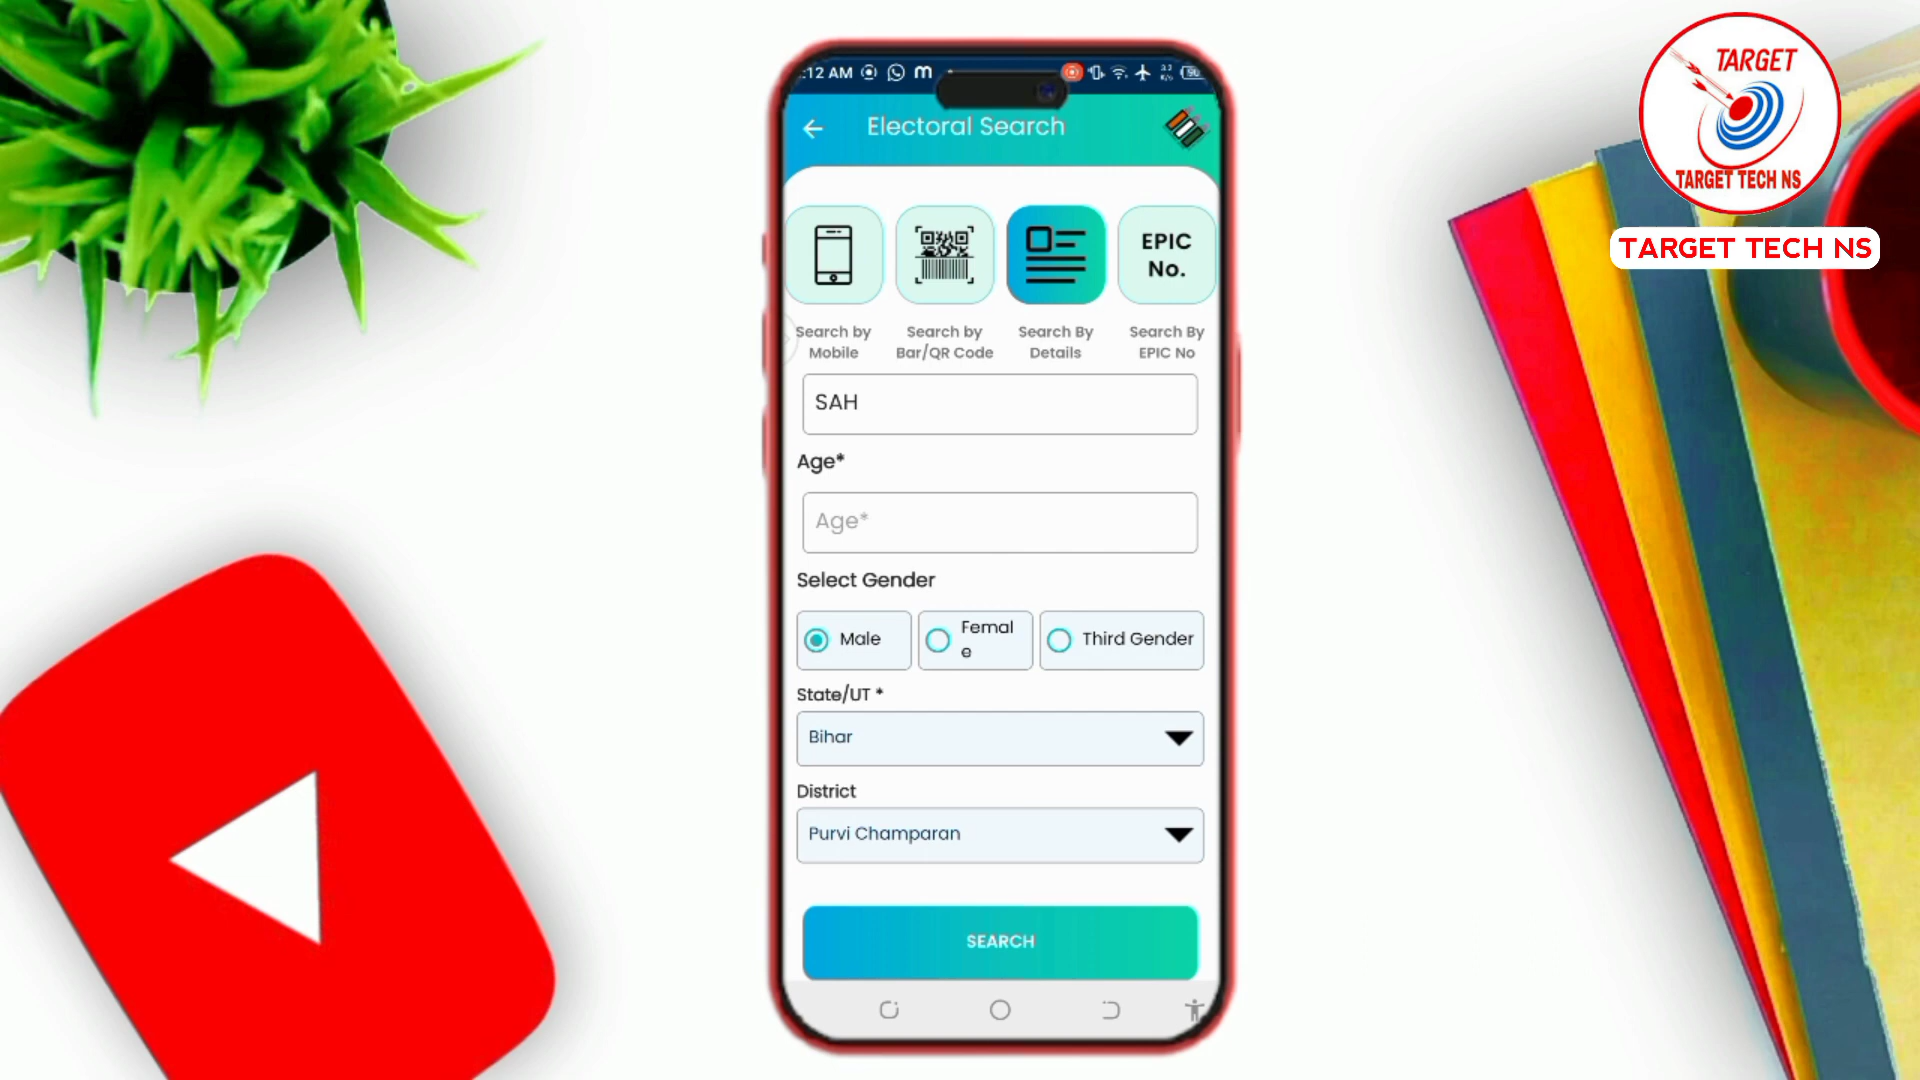 :12 AM
Electoral Search
EPIC
No.
Search by
Mobile
Search by
Bar/QR Code
Search By
Details
Search By
EPIC No
SAH
Age*
Age*
Select Gender
Male
Femal
e
Third Gender
State/UT *
Bihar
District
Purvi Champaran
SEARCH
TARGET
TARGET TECH NS
TARGET TECH NS